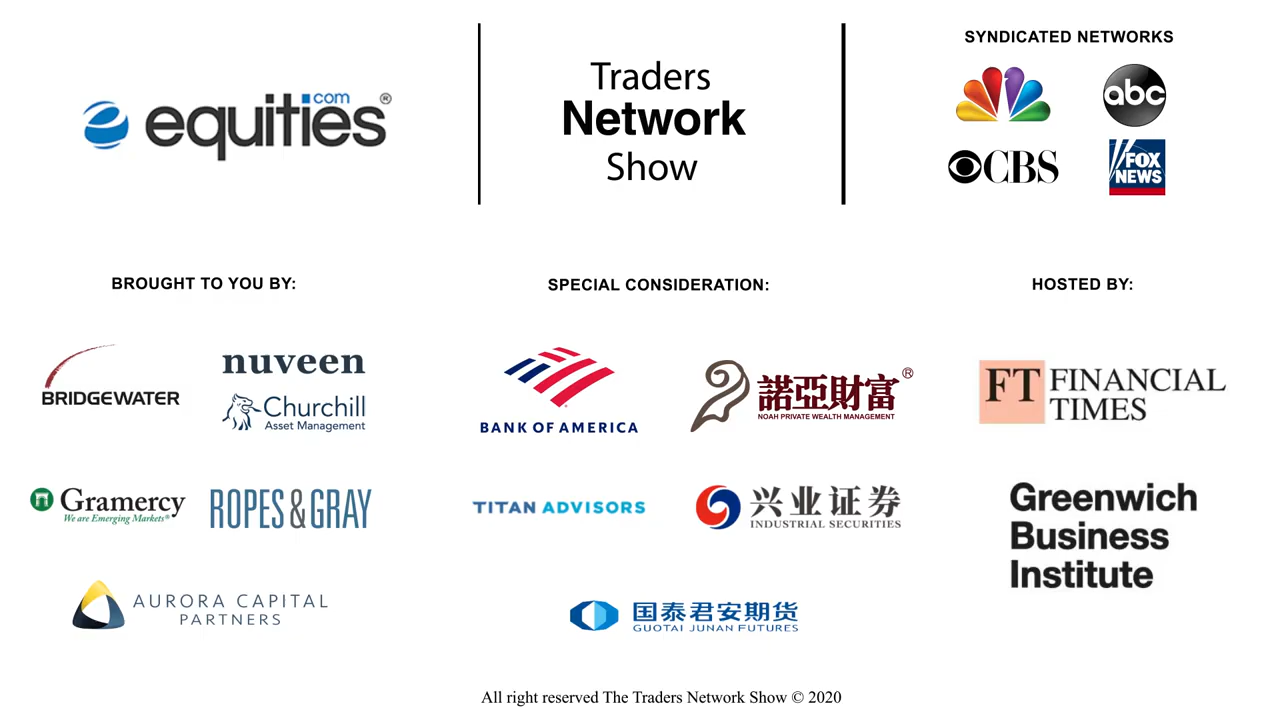 equities.com®
Traders
Network
Show
SYNDICATED NETWORKS
abc
CBS
FOX
NEWS
BROUGHT TO YOU BY:
BRIDGEWATER
nuveen
Churchill
Asset Management
Gramercy
We are Emerging Markets®
ROPES&GRAY
AURORA CAPITAL
PARTNERS
SPECIAL CONSIDERATION:
BANK OF AMERICA
諾亞財富®
NOAH PRIVATE WEALTH MANAGEMENT
TITAN ADVISORS
兴业证券
INDUSTRIAL SECURITIES
国泰君安期货
GUOTAI JUNAN FUTURES
HOSTED BY:
FT FINANCIAL
TIMES
Greenwich
Business
Institute
All right reserved The Traders Network Show © 2020